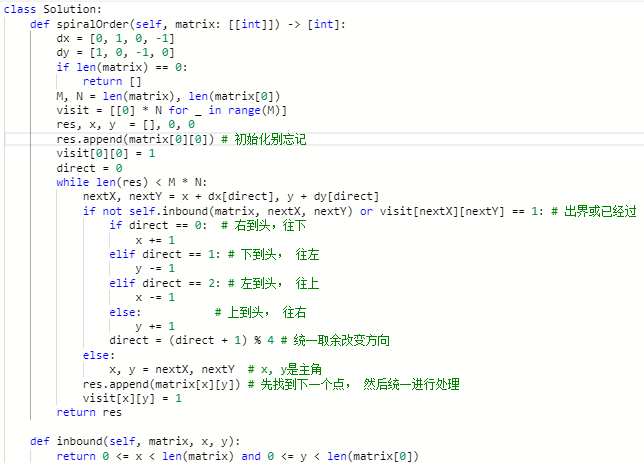 class Solution:
    def spiralOrder(self, matrix: [[int]]) -> [int]:
        dx = [0, 1, 0, -1]
        dy = [1, 0, -1, 0]
        if len(matrix) == 0:
            return []
        M, N = len(matrix), len(matrix[0])
        visit = [[0] * N for _ in range(M)]
        res, x, y  = [], 0, 0
        res.append(matrix[0][0]) # 初始化别忘记
        visit[0][0] = 1
        direct = 0
        while len(res) < M * N:
            nextX, nextY = x + dx[direct], y + dy[direct]
            if not self.inbound(matrix, nextX, nextY) or visit[nextX][nextY] == 1: # 出界或已经过
                if direct == 0:  # 右到头，往下
                    x += 1
                elif direct == 1: # 下到头， 往左
                    y -= 1
                elif direct == 2: # 左到头， 往上
                    x -= 1
                else:           # 上到头， 往右
                    y += 1
                direct = (direct + 1) % 4 # 统一取余改变方向
            else:
                x, y = nextX, nextY  # x, y是主角
            res.append(matrix[x][y]) # 先找到下一个点， 然后统一进行处理
            visit[x][y] = 1
        return res
    def inbound(self, matrix, x, y):
        return 0 <= x < len(matrix) and 0 <= y < len(matrix[0])